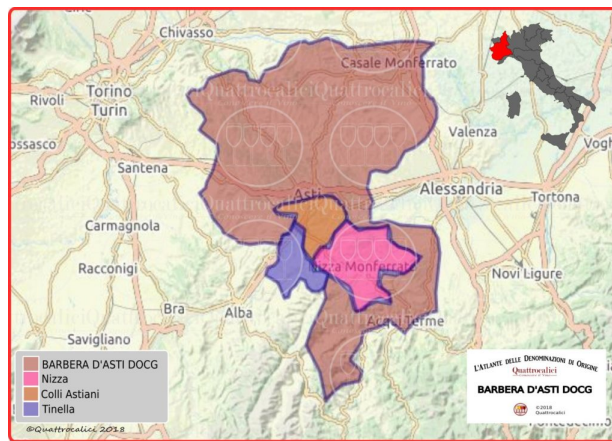 Chivasso
Casale Monferrato
Rivoli
Torino
Turin
Quattrocalici
Quattrocalici
Valenza
Santena
Asti
Alessandria
Tortona
Carmagnola
Racconigi
Nizza Monferrato
Novi Ligure
Bra
Alba
Acqui Terme
Savigliano
BARBERA D'ASTI DOCG
Nizza
Colli Astiani
Tinella
©Quattrocalici 2018
L'ATLANTE DELLE DENOMINAZIONI DI ORIGINE
Quattrocalici
BARBERA D'ASTI DOCG
©2018
Quattrocalici